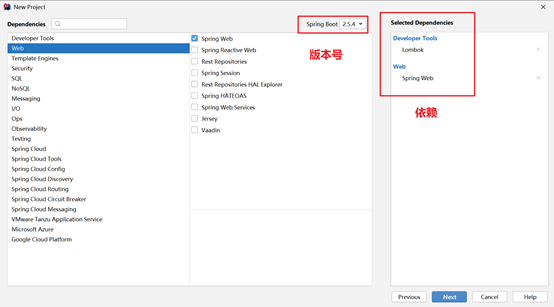 New Project
Dependencies
Spring Boot 2.5.4
Selected Dependencies
Developer Tools
Web
Template Engines
Security
SQL
NoSQL
Messaging
I/O
Ops
Observability
Testing
Spring Cloud
Spring Cloud Tools
Spring Cloud Config
Spring Cloud Discovery
Spring Cloud Routing
Spring Cloud Circuit Breaker
Spring Cloud Messaging
VMware Tanzu Application Service
Microsoft Azure
Google Cloud Platform
Spring Web
Spring Reactive Web
Rest Repositories
Spring Session
Rest Repositories HAL Explorer
Spring HATEOAS
Spring Web Services
Jersey
Vaadin
版本号
Developer Tools
Lombok
Web
Spring Web
依赖
Previous
Next
Cancel
Help